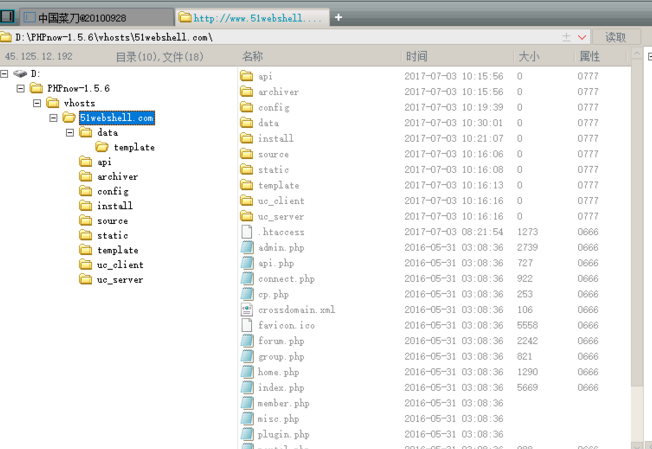 中国菜刀@20100928 http://www.51webshell.... +
D:\PHPnow-1.5.6\vhosts\51webshell.com\ 读取
45.125.12.192 目录(10),文件(18) 名称 时间 大小 属性
D:
PHPnow-1.5.6
vhosts
51webshell.com
data
template
api
archiver
config
install
source
static
template
uc_client
uc_server
api 2017-07-03 10:15:56 0 0777
archiver 2017-07-03 10:15:56 0 0777
config 2017-07-03 10:19:39 0 0777
data 2017-07-03 10:30:01 0 0777
install 2017-07-03 10:21:07 0 0777
source 2017-07-03 10:16:06 0 0777
static 2017-07-03 10:16:08 0 0777
template 2017-07-03 10:16:13 0 0777
uc_client 2017-07-03 10:16:16 0 0777
uc_server 2017-07-03 10:16:16 0 0777
.htaccess 2017-07-03 08:21:54 1273 0666
admin.php 2016-05-31 03:08:36 2739 0666
api.php 2016-05-31 03:08:36 727 0666
connect.php 2016-05-31 03:08:36 922 0666
cp.php 2016-05-31 03:08:36 253 0666
crossdomain.xml 2016-05-31 03:08:36 106 0666
favicon.ico 2016-05-31 03:08:36 5558 0666
forum.php 2016-05-31 03:08:36 2242 0666
group.php 2016-05-31 03:08:36 821 0666
home.php 2016-05-31 03:08:36 1290 0666
index.php 2016-05-31 03:08:36 5669 0666
member.php 2016-05-31 03:08:36
misc.php 2016-05-31 03:08:36
plugin.php 2016-05-31 03:08:36